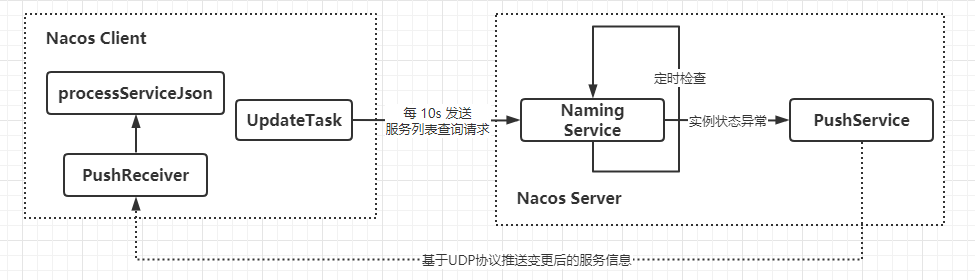 Nacos Client
processServiceJson
UpdateTask
PushReceiver
每 10s 发送
服务列表查询请求
定时检查
Naming
Service
实例状态异常
PushService
Nacos Server
基于UDP协议推送变更后的服务信息